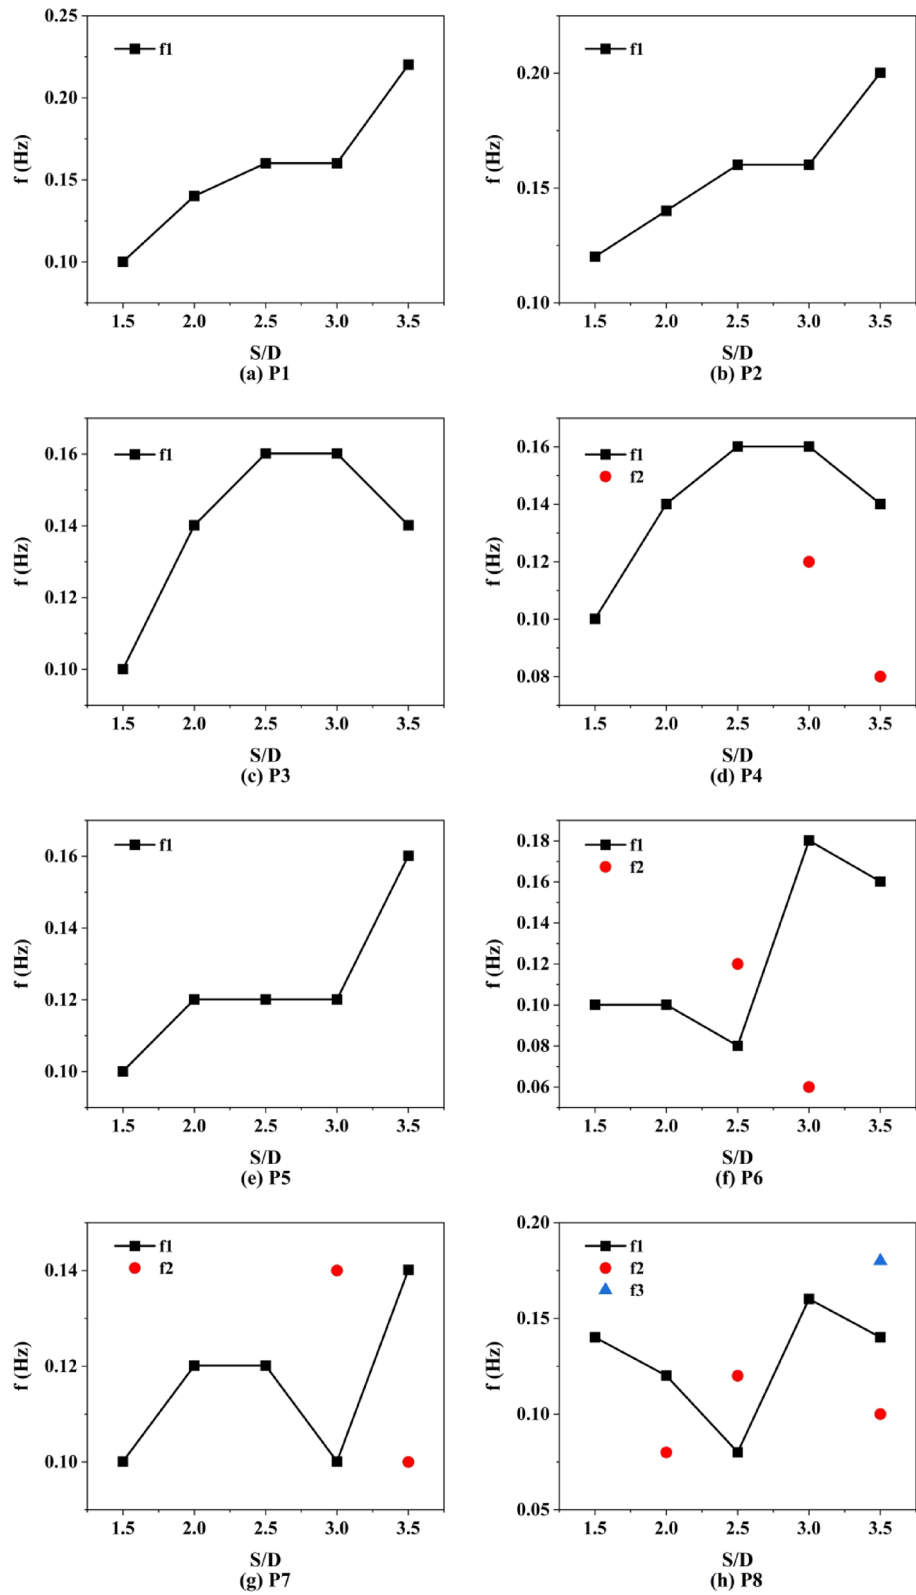 0.25
0.20
0.15
0.10
f (Hz)
f1
1.5 2.0 2.5 3.0 3.5
S/D
(a) P1
0.20
0.15
0.10
f (Hz)
f1
1.5 2.0 2.5 3.0 3.5
S/D
(b) P2
0.16
0.14
0.12
0.10
f (Hz)
f1
1.5 2.0 2.5 3.0 3.5
S/D
(c) P3
0.16
0.14
0.12
0.10
0.08
f (Hz)
f1
f2
1.5 2.0 2.5 3.0 3.5
S/D
(d) P4
0.16
0.14
0.12
0.10
f (Hz)
f1
1.5 2.0 2.5 3.0 3.5
S/D
(e) P5
0.18
0.16
0.14
0.12
0.10
0.08
0.06
f (Hz)
f1
f2
1.5 2.0 2.5 3.0 3.5
S/D
(f) P6
0.14
0.12
0.10
f (Hz)
f1
f2
1.5 2.0 2.5 3.0 3.5
S/D
(g) P7
0.20
0.15
0.10
0.05
f (Hz)
f1
f2
f3
1.5 2.0 2.5 3.0 3.5
S/D
(h) P8